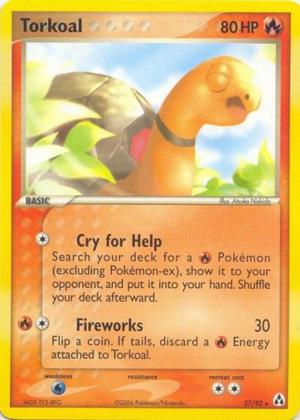 Torkoal
80 HP
BASIC
Illus. Atsuko Nishida
Cry for Help
Search your deck for a Pokémon
(excluding Pokémon-ex), show it to your
opponent, and put it into your hand. Shuffle
your deck afterward.
Fireworks 30
Flip a coin. If tails, discard a Energy
attached to Torkoal.
weakness resistance retreat cost
©2006 Pokémon/Nintendo 37/92